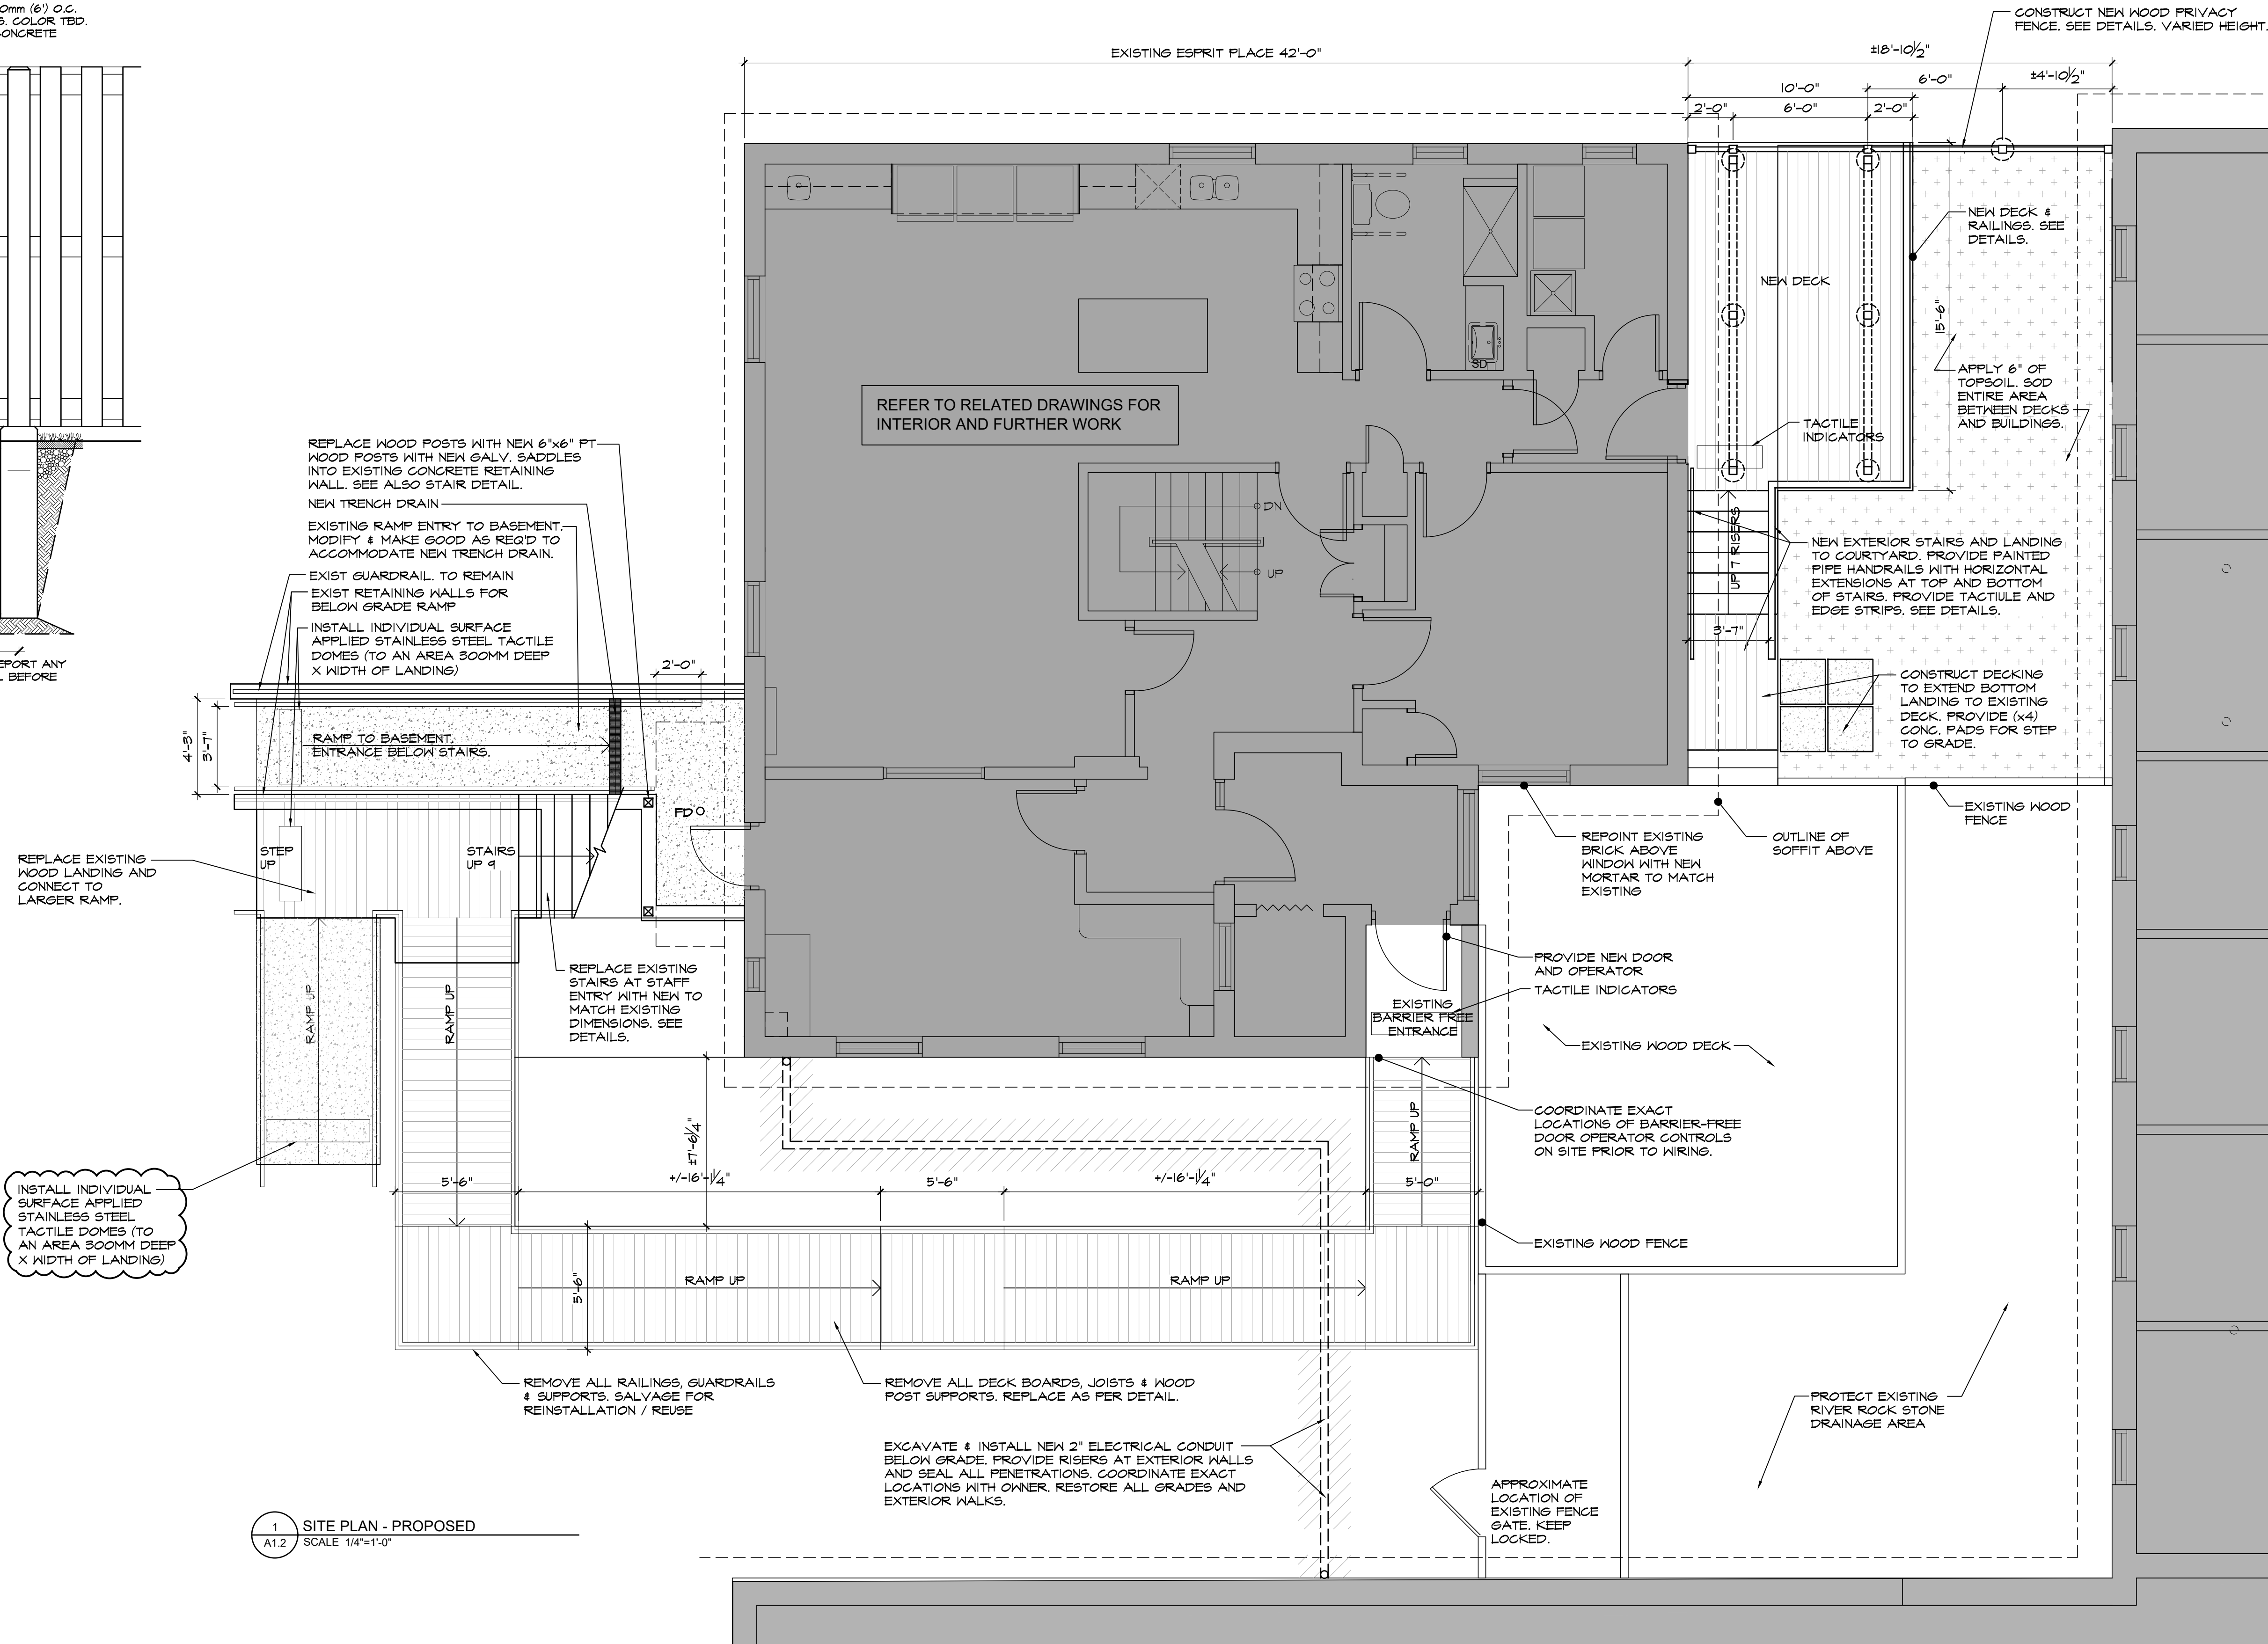 0mm (6') O.C.
S. COLOR TBD.
CONCRETE
EPORT ANY
L BEFORE
EXISTING ESPRIT PLACE 42'-0"
±18'-10½"
CONSTRUCT NEW WOOD PRIVACY
FENCE. SEE DETAILS. VARIED HEIGHT.
6'-0"
±4'-10½"
10'-0"
2'-0"
6'-0"
2'-0"
NEW DECK &
RAILINGS. SEE
DETAILS.
NEW DECK
15'-6"
APPLY 6" OF
TOPSOIL. SOD
ENTIRE AREA
BETWEEN DECKS
AND BUILDINGS.
TACTILE
INDICATORS
SD
REFER TO RELATED DRAWINGS FOR
INTERIOR AND FURTHER WORK
DN
UP
UP 7 RISERS
NEW EXTERIOR STAIRS AND LANDING
TO COURTYARD. PROVIDE PAINTED
PIPE HANDRAILS WITH HORIZONTAL
EXTENSIONS AT TOP AND BOTTOM
OF STAIRS. PROVIDE TACTIULE AND
EDGE STRIPS. SEE DETAILS.
3'-7"
CONSTRUCT DECKING
TO EXTEND BOTTOM
LANDING TO EXISTING
DECK. PROVIDE (x4)
CONC. PADS FOR STEP
TO GRADE.
REPLACE WOOD POSTS WITH NEW 6"x6" PT
WOOD POSTS WITH NEW GALV. SADDLES
INTO EXISTING CONCRETE RETAINING
WALL. SEE ALSO STAIR DETAIL.
NEW TRENCH DRAIN
EXISTING RAMP ENTRY TO BASEMENT.
MODIFY & MAKE GOOD AS REQ'D TO
ACCOMMODATE NEW TRENCH DRAIN.
EXIST GUARDRAIL. TO REMAIN
EXIST RETAINING WALLS FOR
BELOW GRADE RAMP
INSTALL INDIVIDUAL SURFACE
APPLIED STAINLESS STEEL TACTILE
DOMES (TO AN AREA 300MM DEEP
X WIDTH OF LANDING)
2'-0"
4'-3"
3'-7"
RAMP TO BASEMENT.
ENTRANCE BELOW STAIRS.
FD
STEP
UP
STAIRS
UP 9
REPLACE EXISTING
WOOD LANDING AND
CONNECT TO
LARGER RAMP.
RAMP UP
RAMP UP
REPLACE EXISTING
STAIRS AT STAFF
ENTRY WITH NEW TO
MATCH EXISTING
DIMENSIONS. SEE
DETAILS.
REPOINT EXISTING
BRICK ABOVE
WINDOW WITH NEW
MORTAR TO MATCH
EXISTING
OUTLINE OF
SOFFIT ABOVE
EXISTING WOOD
FENCE
PROVIDE NEW DOOR
AND OPERATOR
TACTILE INDICATORS
EXISTING
BARRIER FREE
ENTRANCE
EXISTING WOOD DECK
COORDINATE EXACT
LOCATIONS OF BARRIER-FREE
DOOR OPERATOR CONTROLS
ON SITE PRIOR TO WIRING.
RAMP UP
±7'-6¼"
5'-6"
+/-16'-1¼"
5'-6"
+/-16'-1¼"
5'-0"
INSTALL INDIVIDUAL
SURFACE APPLIED
STAINLESS STEEL
TACTILE DOMES (TO
AN AREA 300MM DEEP
X WIDTH OF LANDING)
EXISTING WOOD FENCE
5'-6"
RAMP UP
RAMP UP
REMOVE ALL RAILINGS, GUARDRAILS
& SUPPORTS. SALVAGE FOR
REINSTALLATION / REUSE
REMOVE ALL DECK BOARDS, JOISTS & WOOD
POST SUPPORTS. REPLACE AS PER DETAIL.
PROTECT EXISTING
RIVER ROCK STONE
DRAINAGE AREA
EXCAVATE & INSTALL NEW 2" ELECTRICAL CONDUIT
BELOW GRADE. PROVIDE RISERS AT EXTERIOR WALLS
AND SEAL ALL PENETRATIONS. COORDINATE EXACT
LOCATIONS WITH OWNER. RESTORE ALL GRADES AND
EXTERIOR WALKS.
APPROXIMATE
LOCATION OF
EXISTING FENCE
GATE. KEEP
LOCKED.
1
A1.2
SITE PLAN - PROPOSED
SCALE 1/4"=1'-0"